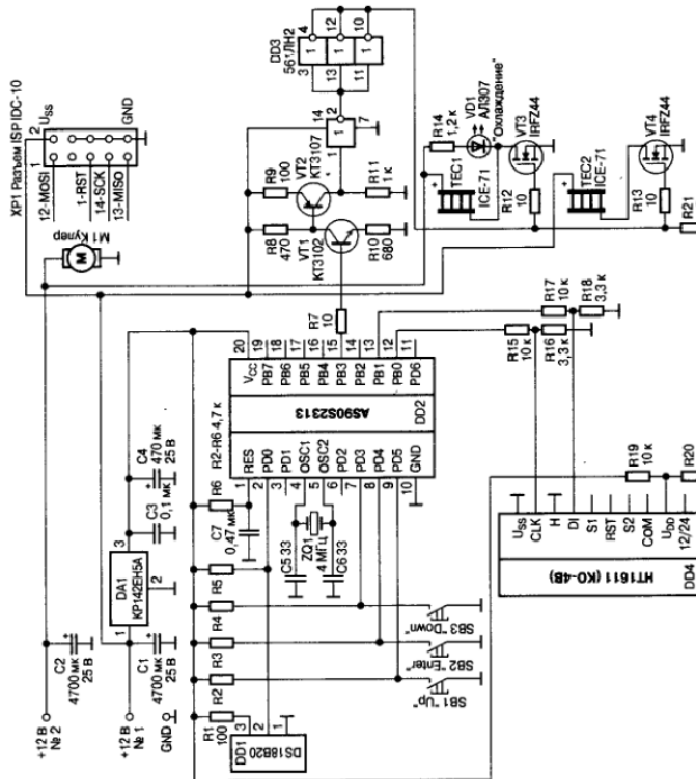 XP1 Разъем ISP IDC-10
1
2
USS
12-MOSI
1-RST
14-SCK
13-MISO
GND
M1 Кулер
M
+12 В
№ 2
C2
4700 мк
25 В
+12 В
№ 1
C1
4700 мк
25 В
GND
DA1
КР142ЕН5А
1
2
3
C3
0,1 мк
C4
470 мк
25 В
R1
100
R2
R3
R4
R5
R6
R2-R6 4,7 к
C7
0,47 мк
DD1
DS18B20
3
2
1
C5 33
ZQ1
4 МГц
C6 33
SB1 "Up"
SB2 "Enter"
SB3 "Down"
DD2
AS90S2313
RES
PD0
PD1
OSC1
OSC2
PD2
PD3
PD4
PD5
GND
1
2
3
4
5
6
7
8
9
10
VCC
PB7
PB6
PB5
PB4
PB3
PB2
PB1
PB0
PD6
20
19
18
17
16
15
14
13
12
11
R7
10
R8
470
R9
100
VT1
КТ3102
VT2
КТ3107
R10
680
R11
1 к
DD3
561ЛН2
4
12
10
1
1
1
3
13
11
14
2
1
1
7
R14
1,2 к
VD1
АЛ307
"Охлаждение"
TEC1
ICE-71
VT3
IRFZ44
R12
10
TEC2
ICE-71
VT4
IRFZ44
R13
10
R21
R15
10 к
R16
3,3 к
R17
10 к
R18
3,3 к
R19
10 к
R20
USS
CLK
H
DI
S1
RST
S2
COM
UDD
12/24
HT1611 (KO-4B)
DD4